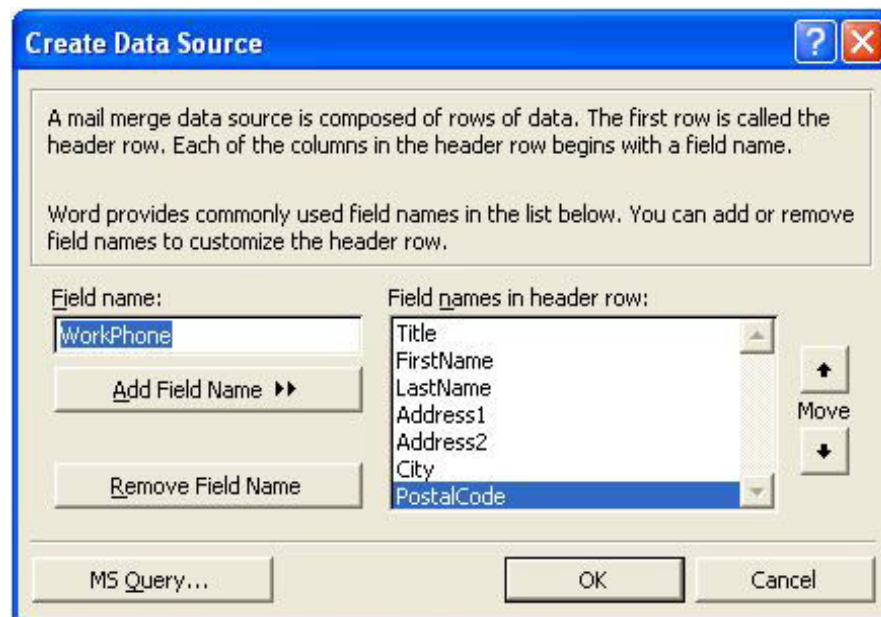 Create Data Source
A mail merge data source is composed of rows of data. The first row is called the
header row. Each of the columns in the header row begins with a field name.
Word provides commonly used field names in the list below. You can add or remove
field names to customize the header row.
Field name:
WorkPhone
Add Field Name
Remove Field Name
Field names in header row:
Title
FirstName
LastName
Address1
Address2
City
PostalCode
Move
MS Query...
OK
Cancel